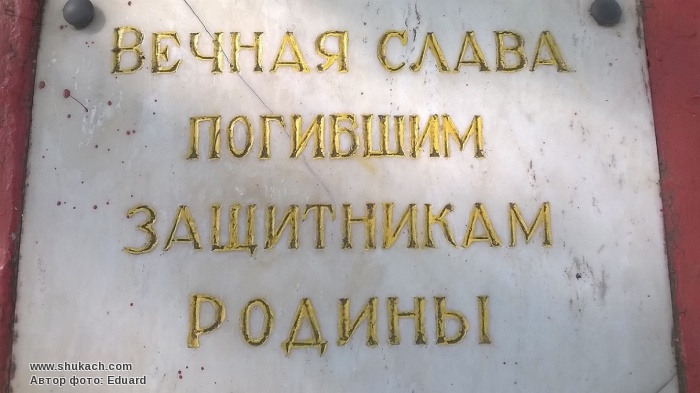 ВЕЧНАЯ СЛАВА
ПОГИБШИМ
ЗАЩИТНИКАМ
РОДИНЫ
www.shukach.com
Автор фото: Eduard